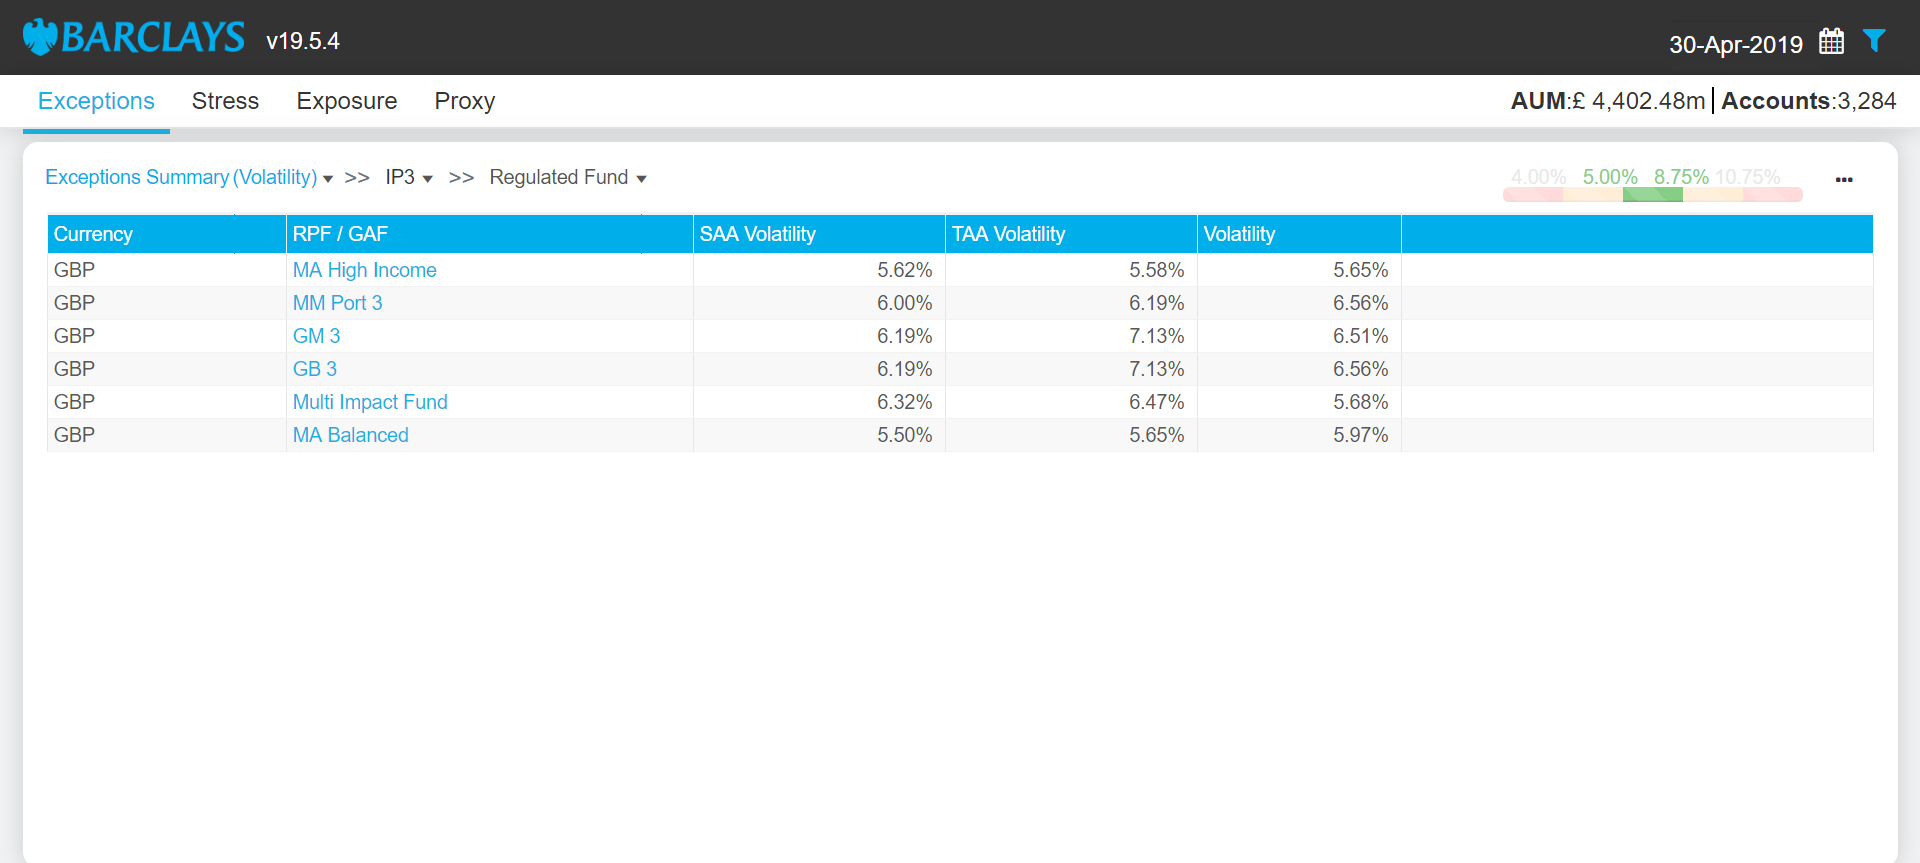 BARCLAYS v19.5.4 30-Apr-2019
Exceptions Stress Exposure Proxy AUM:£ 4,402.48m | Accounts:3,284
Exceptions Summary (Volatility) >> IP3 >> Regulated Fund 4.00% 5.00% 8.75% 10.75% ...
Currency RPF / GAF SAA Volatility TAA Volatility Volatility
GBP MA High Income 5.62% 5.58% 5.65%
GBP MM Port 3 6.00% 6.19% 6.56%
GBP GM 3 6.19% 7.13% 6.51%
GBP GB 3 6.19% 7.13% 6.56%
GBP Multi Impact Fund 6.32% 6.47% 5.68%
GBP MA Balanced 5.50% 5.65% 5.97%